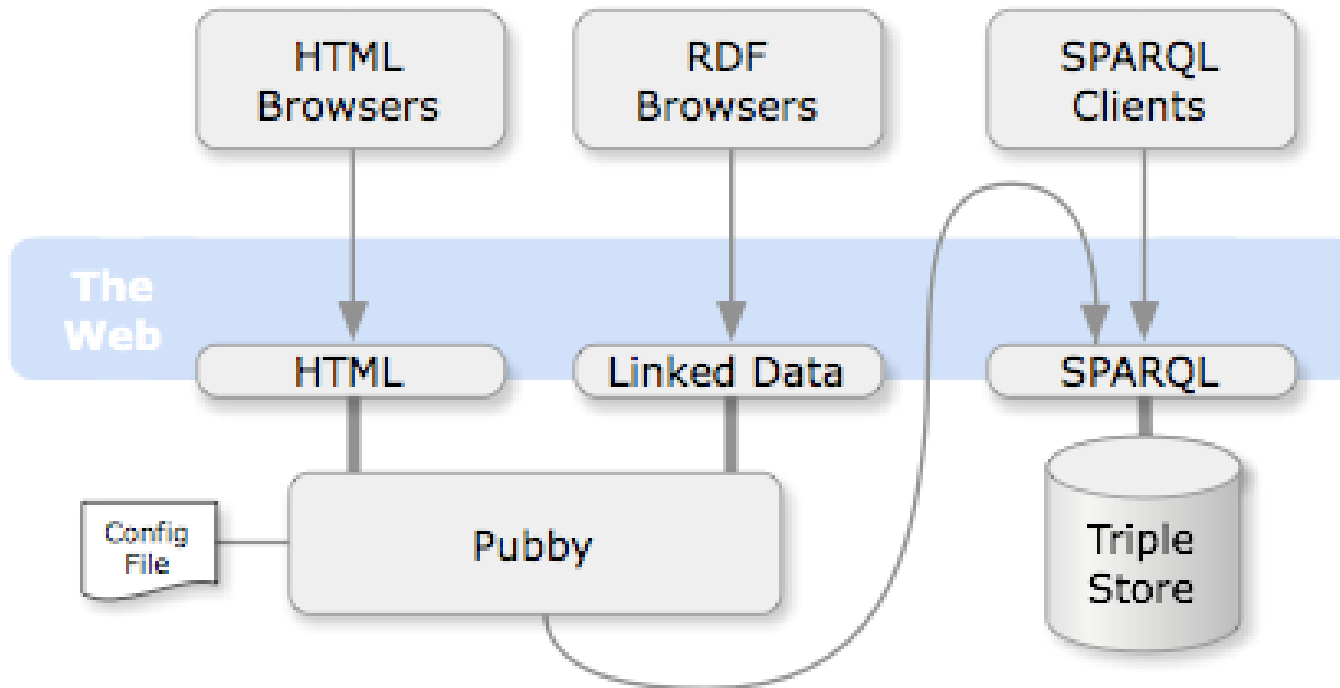 HTML
Browsers
RDF
Browsers
SPARQL
Clients
The
Web
HTML
Linked Data
SPARQL
Config
File
Pubby
Triple
Store